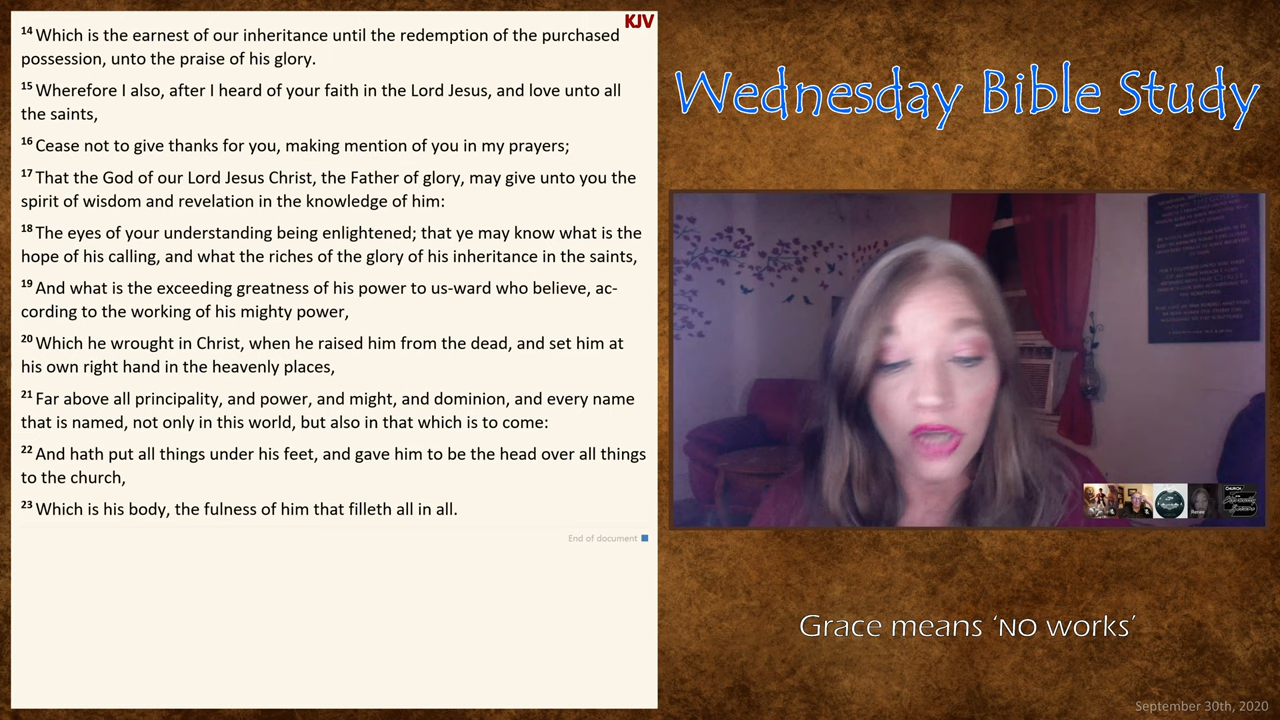 KJV
14 Which is the earnest of our inheritance until the redemption of the purchased
possession, unto the praise of his glory.
15 Wherefore I also, after I heard of your faith in the Lord Jesus, and love unto all
the saints,
16 Cease not to give thanks for you, making mention of you in my prayers;
17 That the God of our Lord Jesus Christ, the Father of glory, may give unto you the
spirit of wisdom and revelation in the knowledge of him:
18 The eyes of your understanding being enlightened; that ye may know what is the
hope of his calling, and what the riches of the glory of his inheritance in the saints,
19 And what is the exceeding greatness of his power to us-ward who believe, ac-
cording to the working of his mighty power,
20 Which he wrought in Christ, when he raised him from the dead, and set him at
his own right hand in the heavenly places,
21 Far above all principality, and power, and might, and dominion, and every name
that is named, not only in this world, but also in that which is to come:
22 And hath put all things under his feet, and gave him to be the head over all things
to the church,
23 Which is his body, the fulness of him that filleth all in all.
End of document
Wednesday Bible Study
Renee
CHURCH
Grace means ‘NO works’
September 30th, 2020